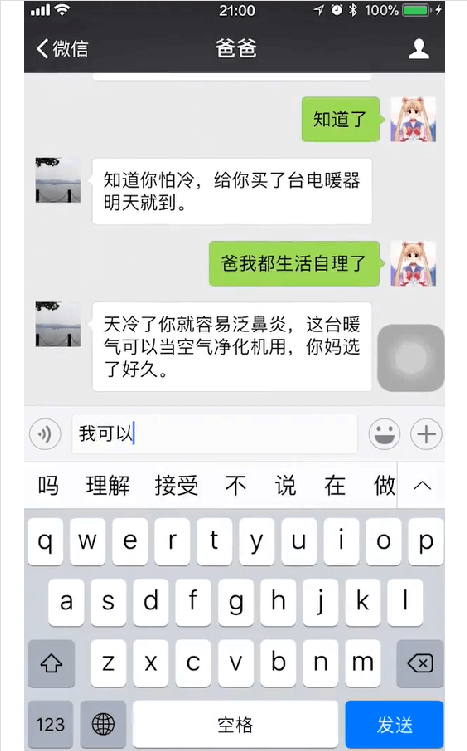 21:00 100%
微信 爸爸
知道了
知道你怕冷，给你买了台电暖器
明天就到。
爸我都生活自理了
天冷了你就容易泛鼻炎，这台暖
气可以当空气净化机用，你妈选
了好久。
我可以
吗 理解 接受 不 说 在 做
q w e r t y u i o p
a s d f g h j k l
z x c v b n m
123 空格 发送